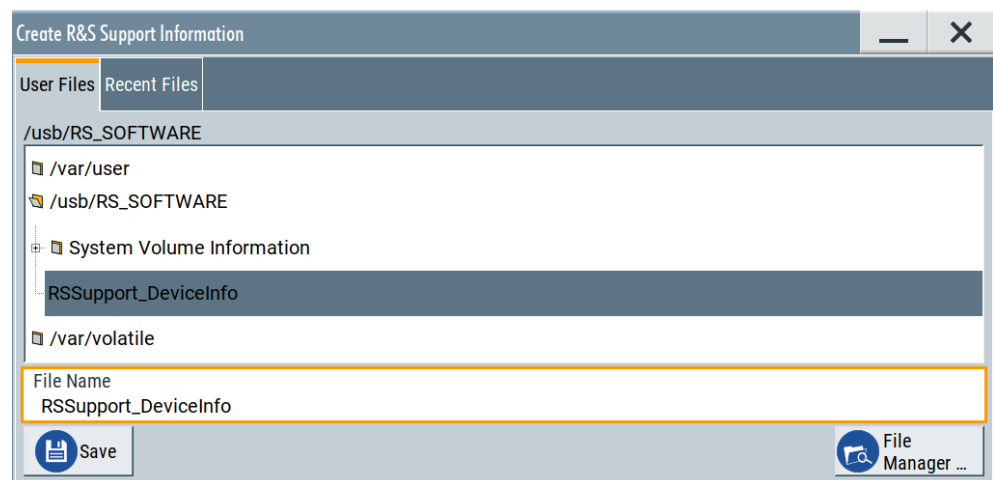 Create R&S Support Information
User Files Recent Files
/usb/RS_SOFTWARE
/var/user
/usb/RS_SOFTWARE
System Volume Information
RSSupport_DeviceInfo
/var/volatile
File Name
RSSupport_DeviceInfo
Save
File
Manager ...